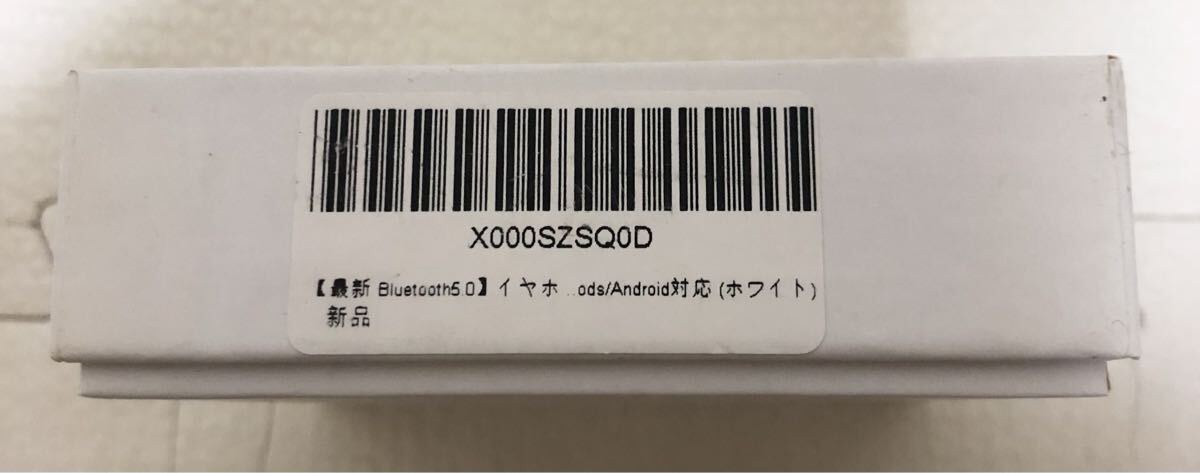 X000SZSQ0D
【最新 Bluetooth5.0】イヤホ ...ods/Android対応 (ホワイト)
新品